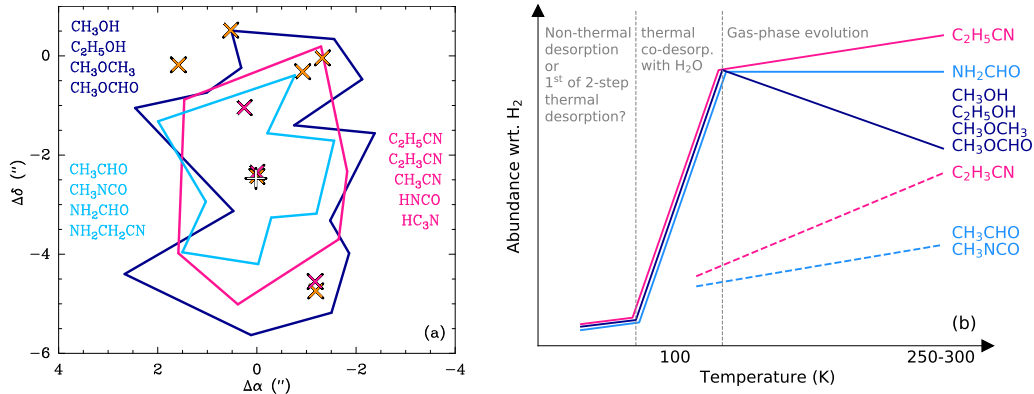 CH₃OH
C₂H₅OH
CH₃OCH₃
CH₃OCHO
C₂H₅CN
C₂H₃CN
CH₃CN
HNCO
HC₃N
CH₃CHO
CH₃NCO
NH₂CHO
NH₂CH₂CN
(a)
0
−2
−4
−6
4
2
0
−2
−4
Δδ (″)
Δα (″)
Non-thermal
desorption
or
1ˢᵗ of 2-step
thermal
desorption?
thermal
co-desorp.
with H₂O
Gas-phase evolution
C₂H₅CN
NH₂CHO
CH₃OH
C₂H₅OH
CH₃OCH₃
CH₃OCHO
C₂H₃CN
CH₃CHO
CH₃NCO
(b)
Abundance wrt. H₂
100
250-300
Temperature (K)